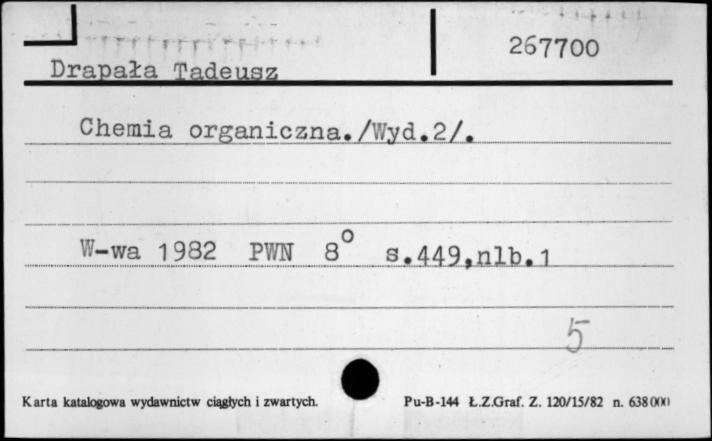 267700
Drapała Tadeusz
Chemia organiczna./Wyd.2/.
W-wa 1982 PWN 8° s.449,nlb.1
5
Karta katalogowa wydawnictw ciągłych i zwartych. Pu-B-144 Ł.Z.Graf. Z. 120/15/82 n. 638000